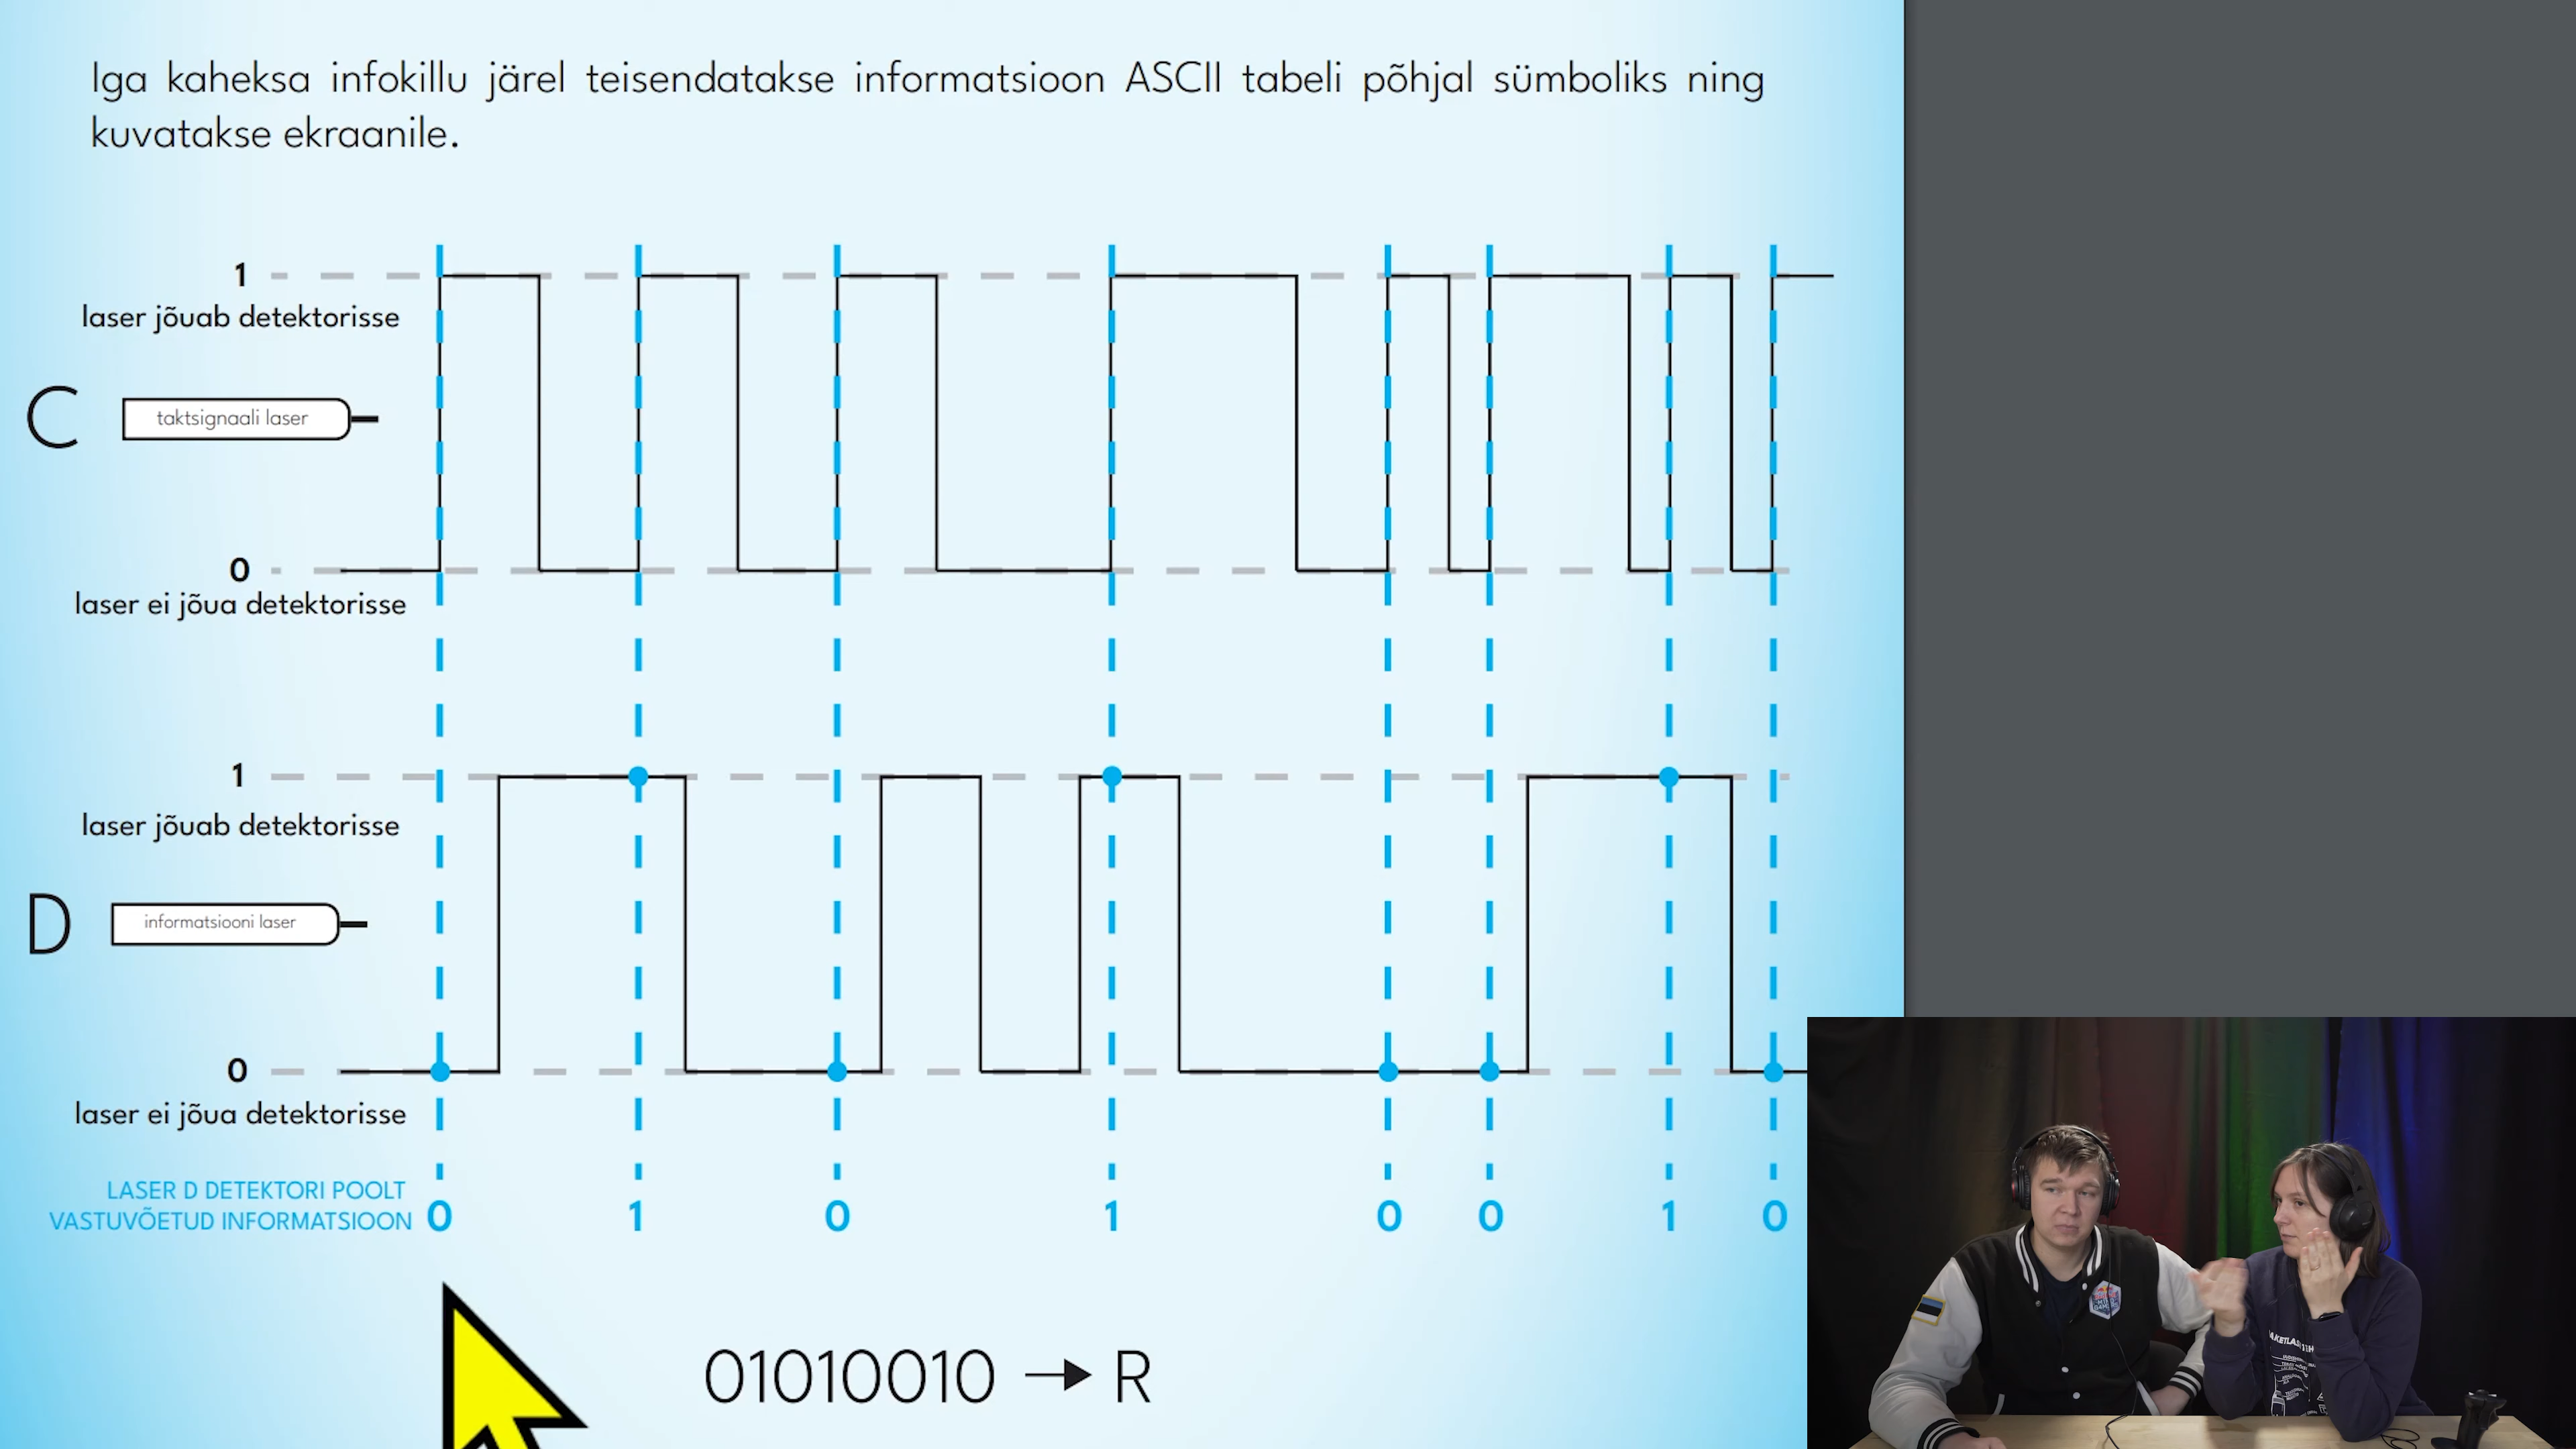 Iga kaheksa infokillu järel teisendatakse informatsioon ASCII tabeli põhjal sümboliks ning
kuvatakse ekraanile.
1
laser jõuab detektorisse
C
taktsignaali laser
0
laser ei jõua detektorisse
1
laser jõuab detektorisse
D
informatsiooni laser
0
laser ei jõua detektorisse
LASER D DETEKTORI POOLT
VASTUVÕETUD INFORMATSIOON
0 1 0 1 0 0 1 0
01010010 → R